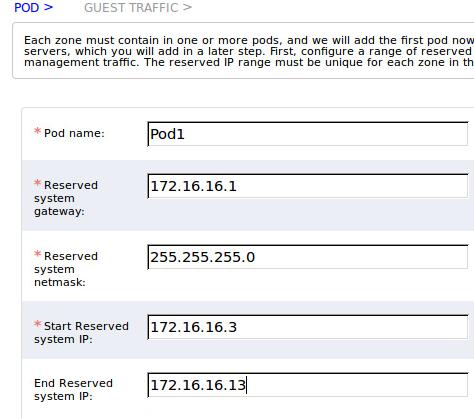 POD > GUEST TRAFFIC >
Each zone must contain in one or more pods, and we will add the first pod now
servers, which you will add in a later step. First, configure a range of reserved
management traffic. The reserved IP range must be unique for each zone in th
* Pod name: Pod1
* Reserved system gateway: 172.16.16.1
* Reserved system netmask: 255.255.255.0
* Start Reserved system IP: 172.16.16.3
End Reserved system IP: 172.16.16.13